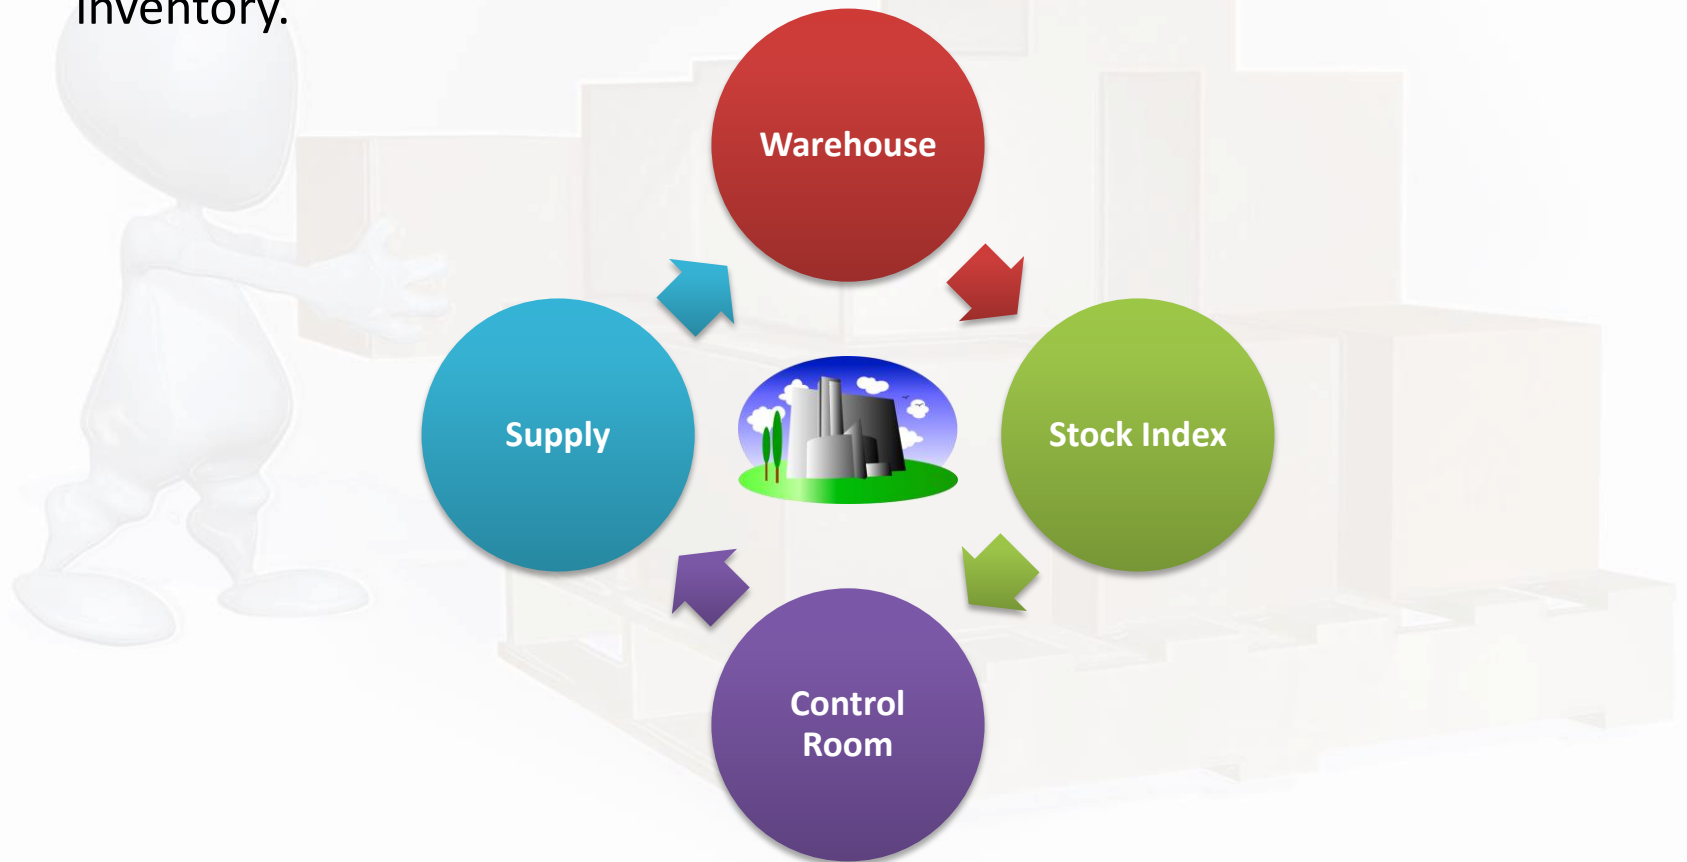 inventory.
Warehouse
Supply
Stock Index
Control
Room